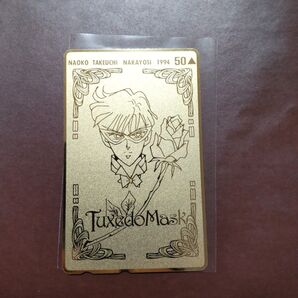 NAOKO TAKEUCHI NAKAYOSI 1994 50
Tuxedo Mask